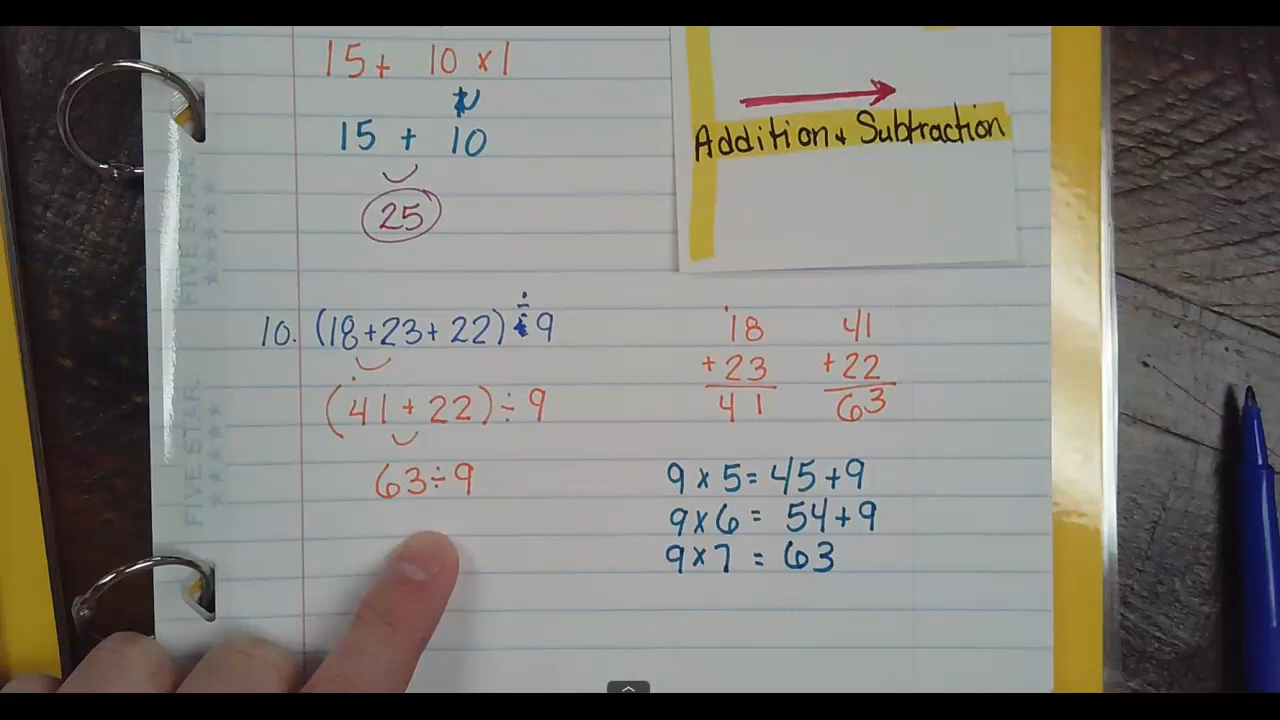 15 + 10 x 1
15 + 10
25
Addition + Subtraction
10. (18+23+22) ÷ 9
(41+22) ÷ 9
63 ÷ 9
18
+23
41
41
+22
63
9 x 5 = 45+9
9 x 6 = 54+9
9 x 7 = 63
FIVE STAR
FIVE STAR